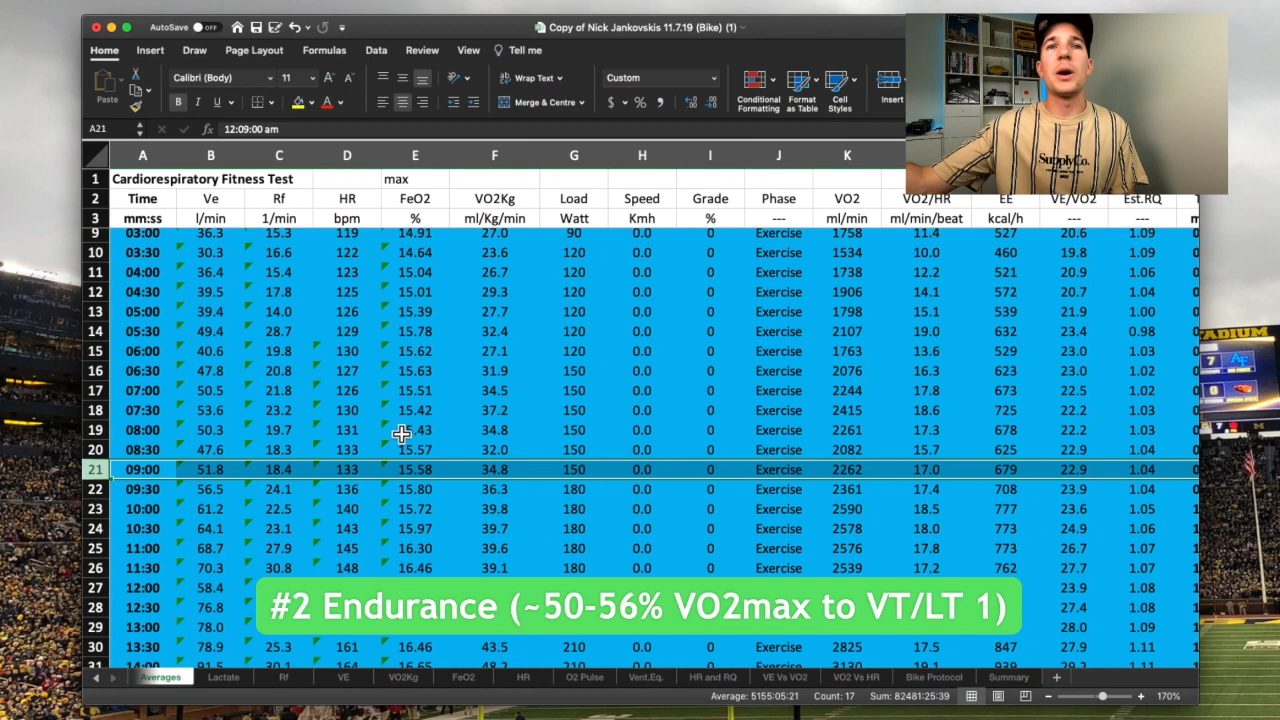 AutoSave OFF
Copy of Nick Jankovskis 11.7.19 (Bike) (1)
Home Insert Draw Page Layout Formulas Data Review View Tell me
Paste
Calibri (Body) 11
B I U
Wrap Text
Merge & Centre
Custom
Conditional Formatting
Format as Table
Cell Styles
Insert
A21 fx 12:09:00 am
A B C D E F G H I J K
1 Cardiorespiratory Fitness Test max
2 Time Ve Rf HR FeO2 VO2Kg Load Speed Grade Phase VO2 VO2/HR EE VE/VO2 Est.RQ
3 mm:ss l/min 1/min bpm % ml/Kg/min Watt Kmh % --- ml/min ml/min/beat kcal/h --- ---
9 03:00 36.3 15.3 119 14.91 27.0 90 0.0 0 Exercise 1758 11.4 527 20.6 1.09
10 03:30 30.3 16.6 122 14.64 23.6 120 0.0 0 Exercise 1534 10.0 460 19.8 1.09
11 04:00 36.4 15.4 123 15.04 26.7 120 0.0 0 Exercise 1738 12.2 521 20.9 1.06
12 04:30 39.5 17.8 125 15.01 29.3 120 0.0 0 Exercise 1906 14.1 572 20.7 1.04
13 05:00 39.4 14.0 126 15.39 27.7 120 0.0 0 Exercise 1798 15.1 539 21.9 1.00
14 05:30 49.4 28.7 129 15.78 32.4 120 0.0 0 Exercise 2107 19.0 632 23.4 0.98
15 06:00 40.6 19.8 130 15.62 27.1 120 0.0 0 Exercise 1763 13.6 529 23.0 1.03
16 06:30 47.8 20.8 127 15.63 31.9 120 0.0 0 Exercise 2076 16.3 623 23.0 1.02
17 07:00 50.5 21.8 126 15.51 34.5 150 0.0 0 Exercise 2244 17.8 673 22.5 1.02
18 07:30 53.6 23.2 130 15.42 37.2 150 0.0 0 Exercise 2415 18.6 725 22.2 1.03
19 08:00 50.3 19.7 131 .43 34.8 150 0.0 0 Exercise 2261 17.3 678 22.2 1.03
20 08:30 47.6 18.3 133 15.57 32.0 150 0.0 0 Exercise 2082 15.7 625 22.9 1.04
21 09:00 51.8 18.4 133 15.58 34.8 150 0.0 0 Exercise 2262 17.0 679 22.9 1.04
22 09:30 56.5 24.1 136 15.80 36.3 180 0.0 0 Exercise 2361 17.4 708 23.9 1.04
23 10:00 61.2 22.5 140 15.72 39.8 180 0.0 0 Exercise 2590 18.5 777 23.6 1.05
24 10:30 64.1 23.1 143 15.97 39.7 180 0.0 0 Exercise 2578 18.0 773 24.9 1.06
25 11:00 68.7 27.9 145 16.30 39.6 180 0.0 0 Exercise 2576 17.8 773 26.7 1.07
26 11:30 70.3 30.8 148 16.46 39.1 180 0.0 0 Exercise 2539 17.2 762 27.7 1.07
27 12:00 58.4 23.9 1.08
28 12:30 76.8 27.4 1.08
29 13:00 78.0 28.0 1.09
30 13:30 78.9 25.3 161 16.46 43.5 210 0.0 0 Exercise 2825 17.5 847 27.9 1.11
31 14:00 91.5 30.1 164 16.65 48.2 210 0.0 0 Exercise 3130 19.1 939 29.2
#2 Endurance (~50-56% VO2max to VT/LT 1)
Averages Lactate Rf VE VO2Kg FeO2 HR O2 Pulse Vent.Eq. HR and RQ VE Vs VO2 VO2 Vs HR Bike Protocol Summary
Average: 5155:05:21 Count: 17 Sum: 82481:25:39 170%
Supply Co.
7